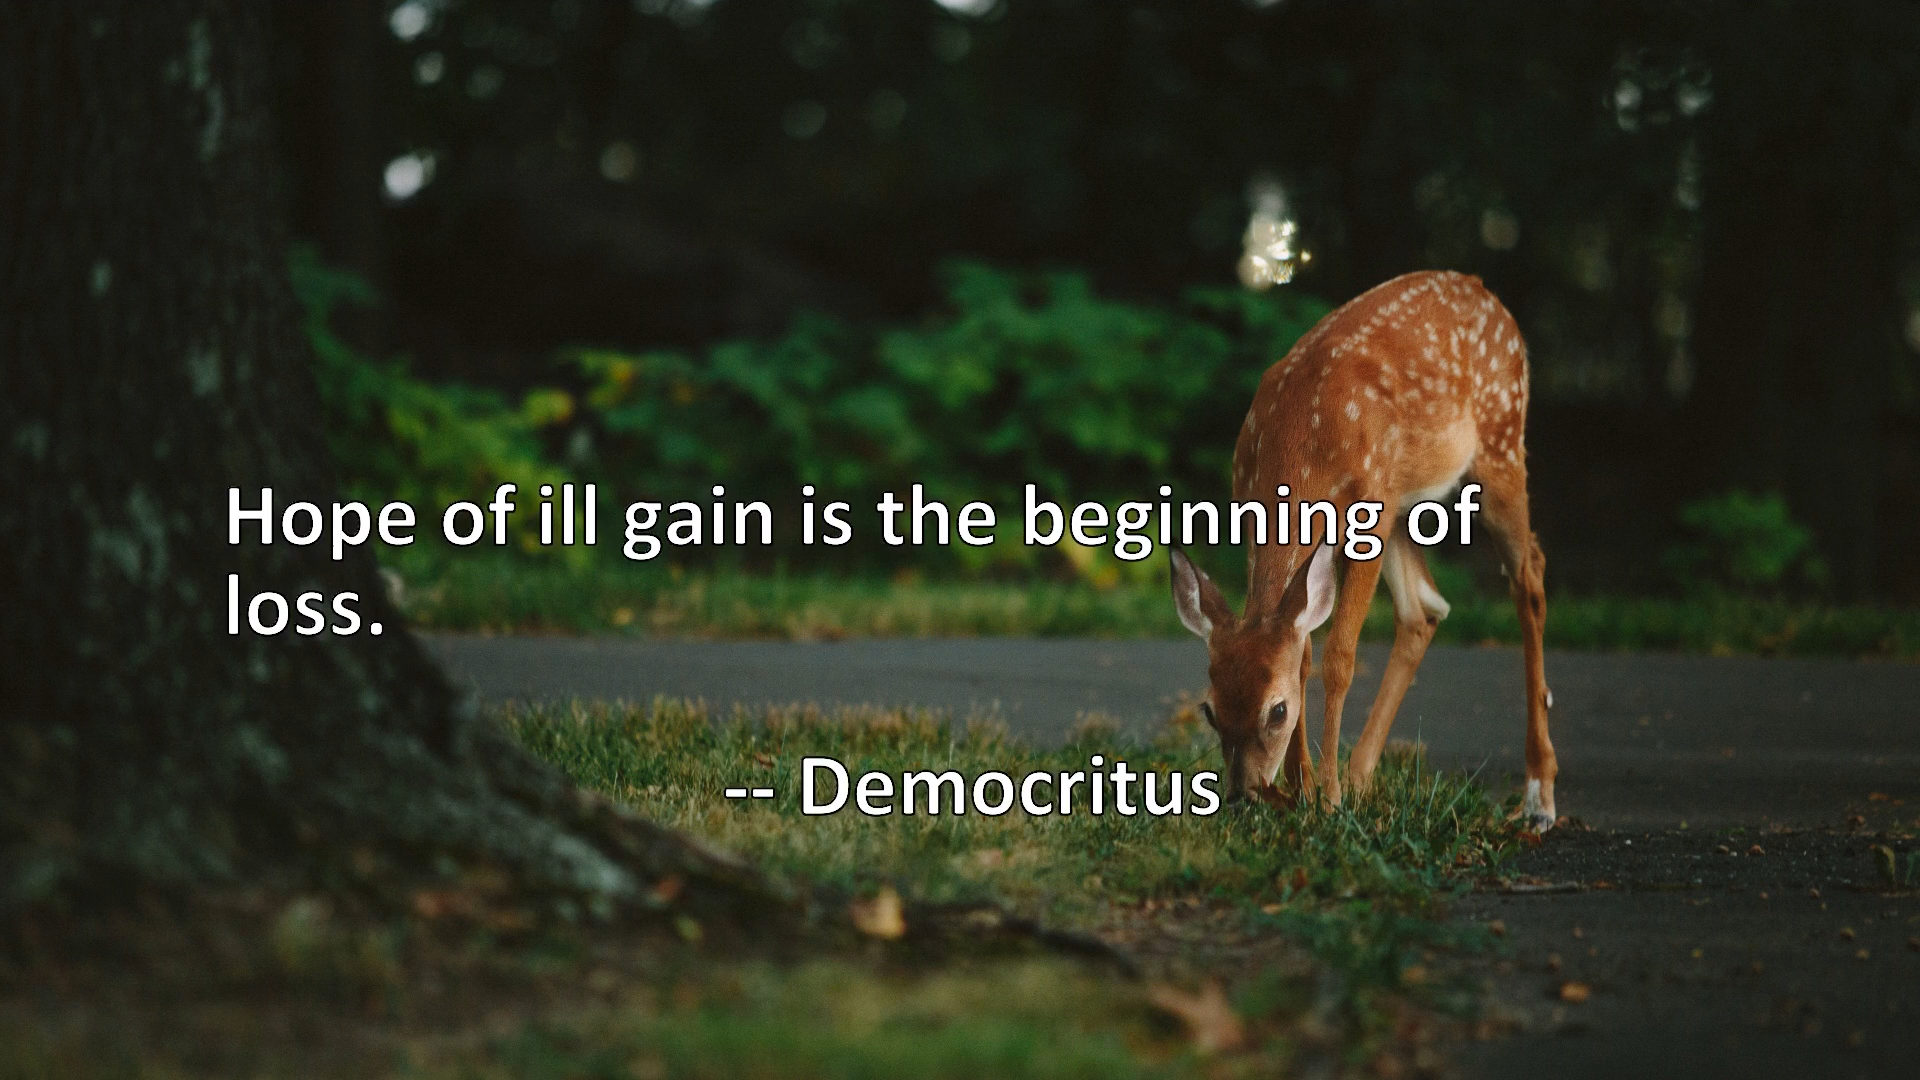 Hope of ill gain is the beginning of
loss.
-- Democritus